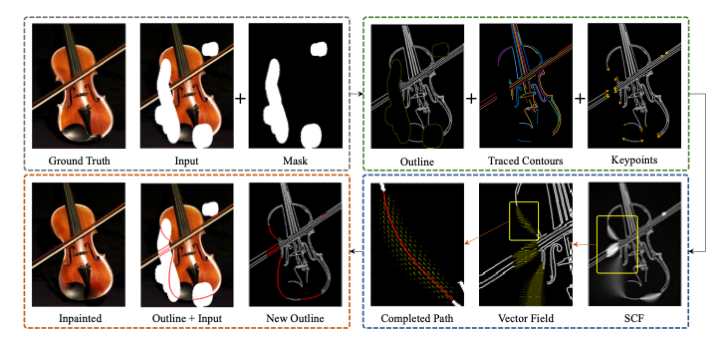 Ground Truth
Input
Mask
Outline
Traced Contours
Keypoints
Inpainted
Outline + Input
New Outline
Completed Path
Vector Field
SCF